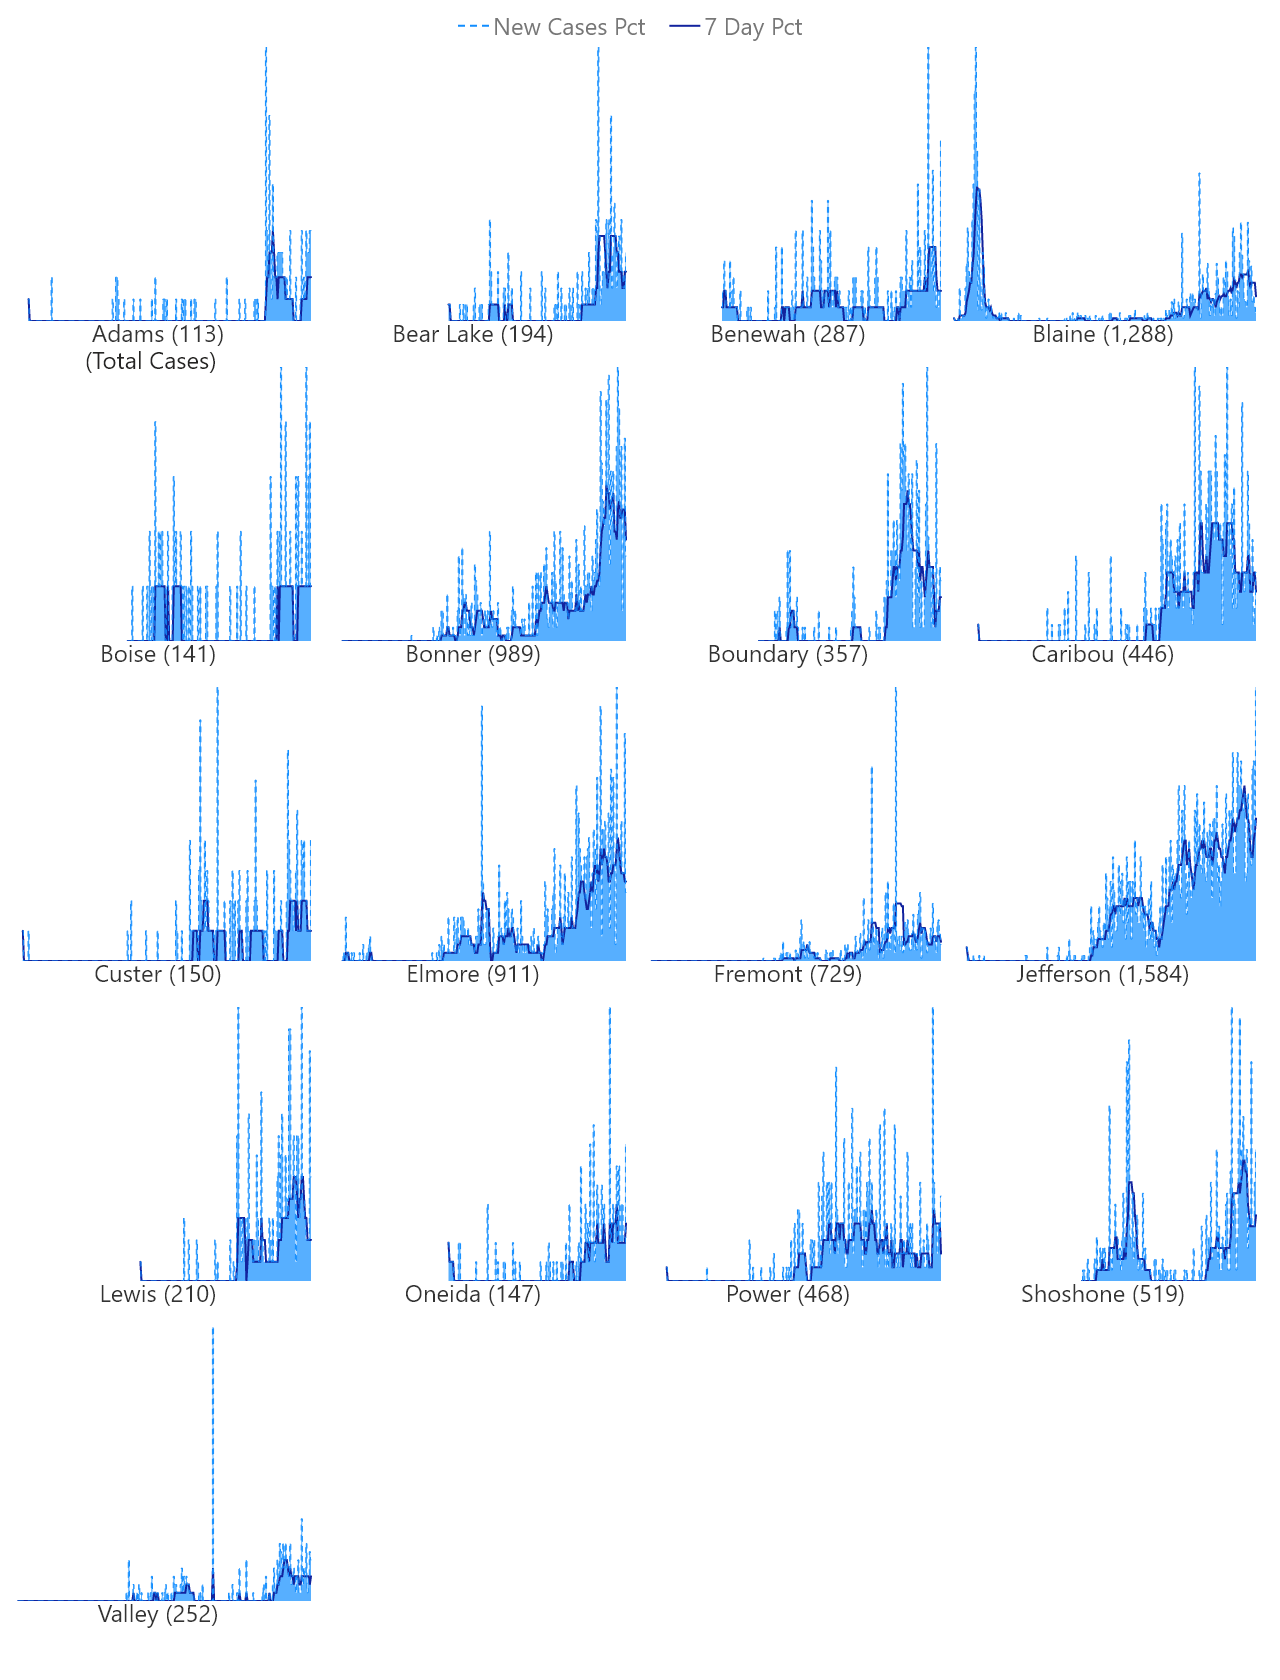 New Cases Pct 7 Day Pct
Adams (113) Bear Lake (194) Benewah (287) Blaine (1,288)
(Total Cases)
Boise (141) Bonner (989) Boundary (357) Caribou (446)
Custer (150) Elmore (911) Fremont (729) Jefferson (1,584)
Lewis (210) Oneida (147) Power (468) Shoshone (519)
Valley (252)